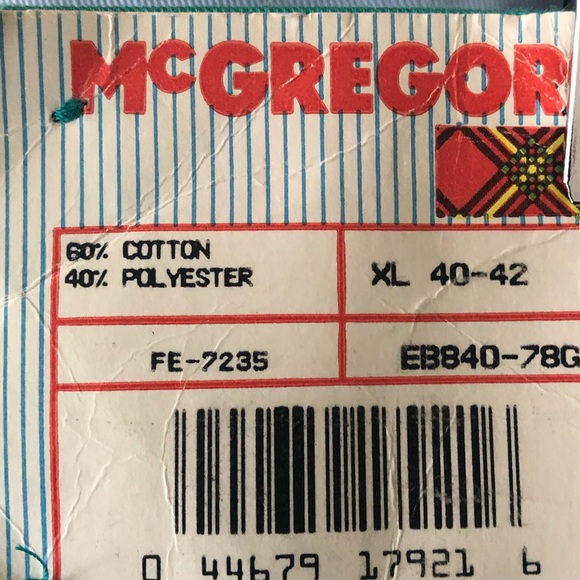 McGREGOR
60% COTTON
40% POLYESTER
XL 40-42
FE-7235
EB840-78G
0 44679 17921 6